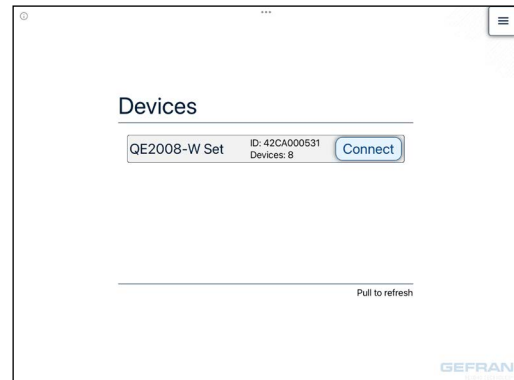 Devices
QE2008-W Set
ID: 42CA000531
Devices: 8
Connect
Pull to refresh
GEFRAN